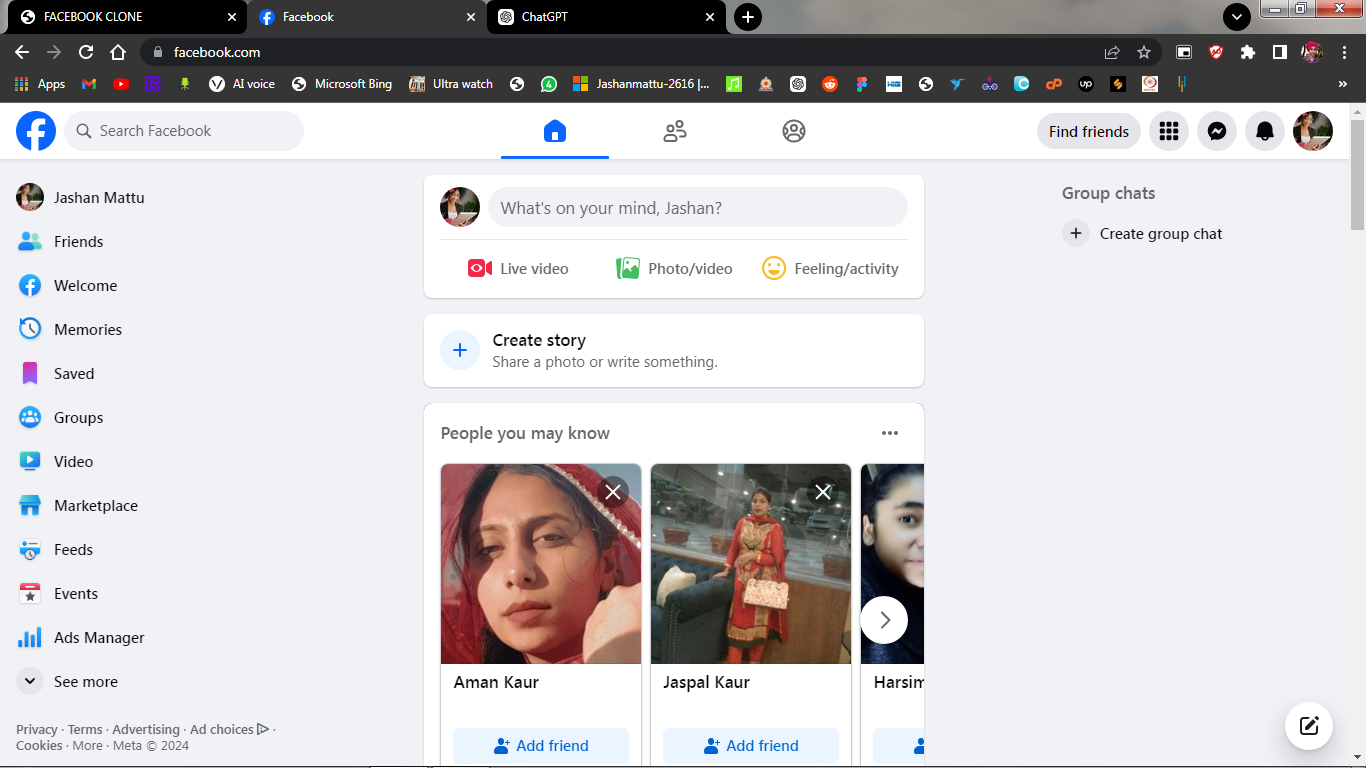 FACEBOOK CLONE
Facebook
ChatGPT
facebook.com
Apps
AI voice
Microsoft Bing
Ultra watch
4
Jashanmattu-2616 |...
up
»
Search Facebook
Find friends
Jashan Mattu
Friends
Welcome
Memories
Saved
Groups
Video
Marketplace
Feeds
Events
Ads Manager
See more
Privacy · Terms · Advertising · Ad choices ·
Cookies · More · Meta © 2024
What's on your mind, Jashan?
Live video
Photo/video
Feeling/activity
Create story
Share a photo or write something.
People you may know
Aman Kaur
Jaspal Kaur
Harsim
Add friend
Add friend
Group chats
Create group chat